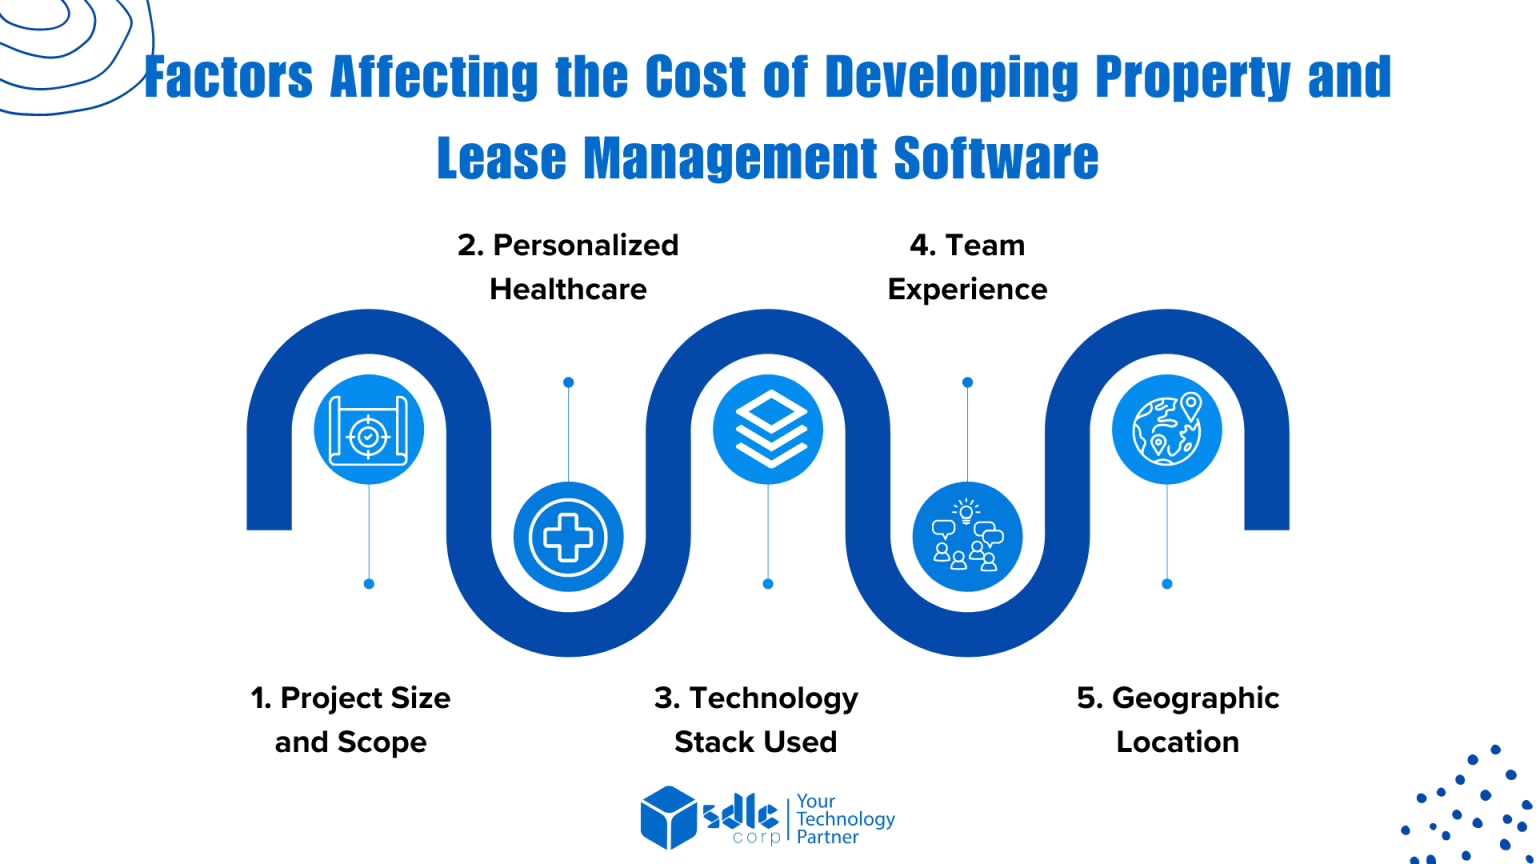 Factors Affecting the Cost of Developing Property and
Lease Management Software
2. Personalized
Healthcare
4. Team
Experience
1. Project Size
and Scope
3. Technology
Stack Used
5. Geographic
Location
sdlc
corp
Your
Technology
Partner